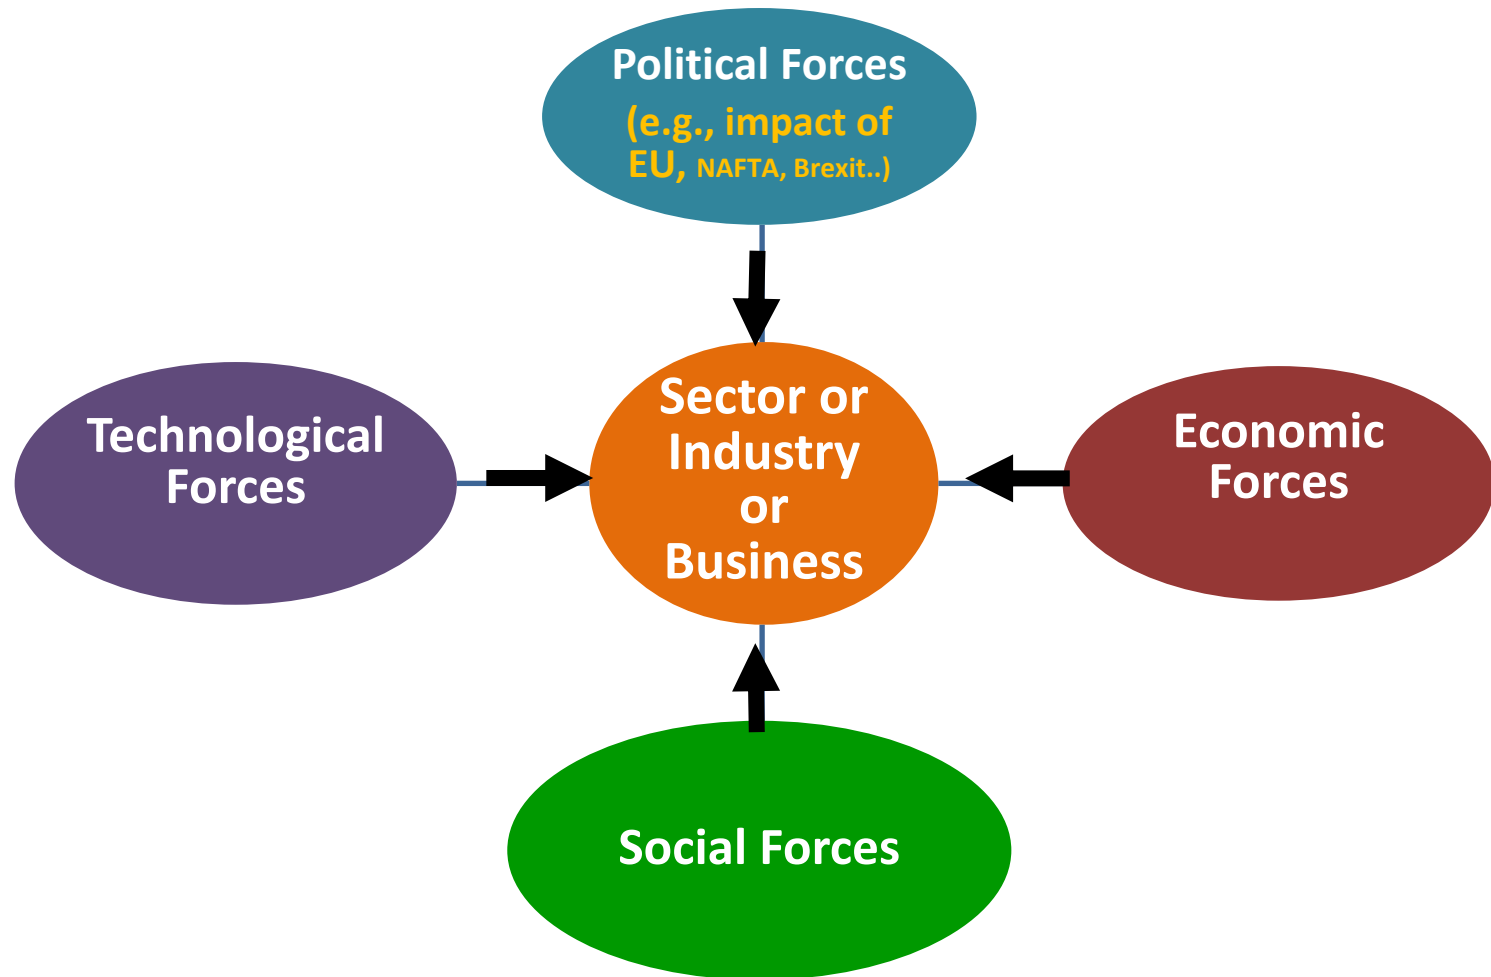 Political Forces
(e.g., impact of
EU, NAFTA, Brexit..)
Technological
Forces
Sector or
Industry
or
Business
Economic
Forces
Social Forces